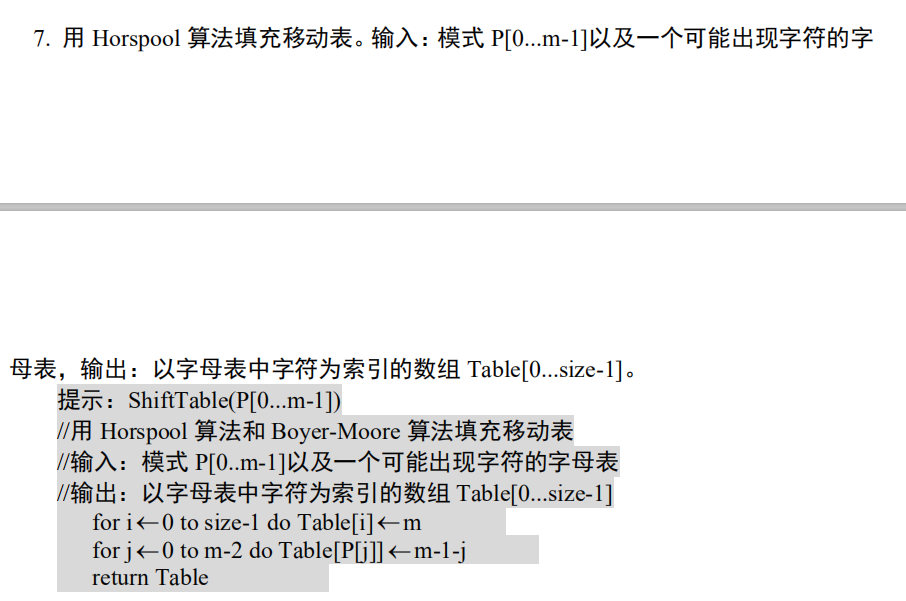 7. 用 Horspool 算法填充移动表。输入：模式 P[0...m-1]以及一个可能出现字符的字
母表，输出：以字母表中字符为索引的数组 Table[0...size-1]。
提示：ShiftTable(P[0...m-1])
//用 Horspool 算法和 Boyer-Moore 算法填充移动表
//输入：模式 P[0..m-1]以及一个可能出现字符的字母表
//输出：以字母表中字符为索引的数组 Table[0...size-1]
for i←0 to size-1 do Table[i]←m
for j←0 to m-2 do Table[P[j]]←m-1-j
return Table